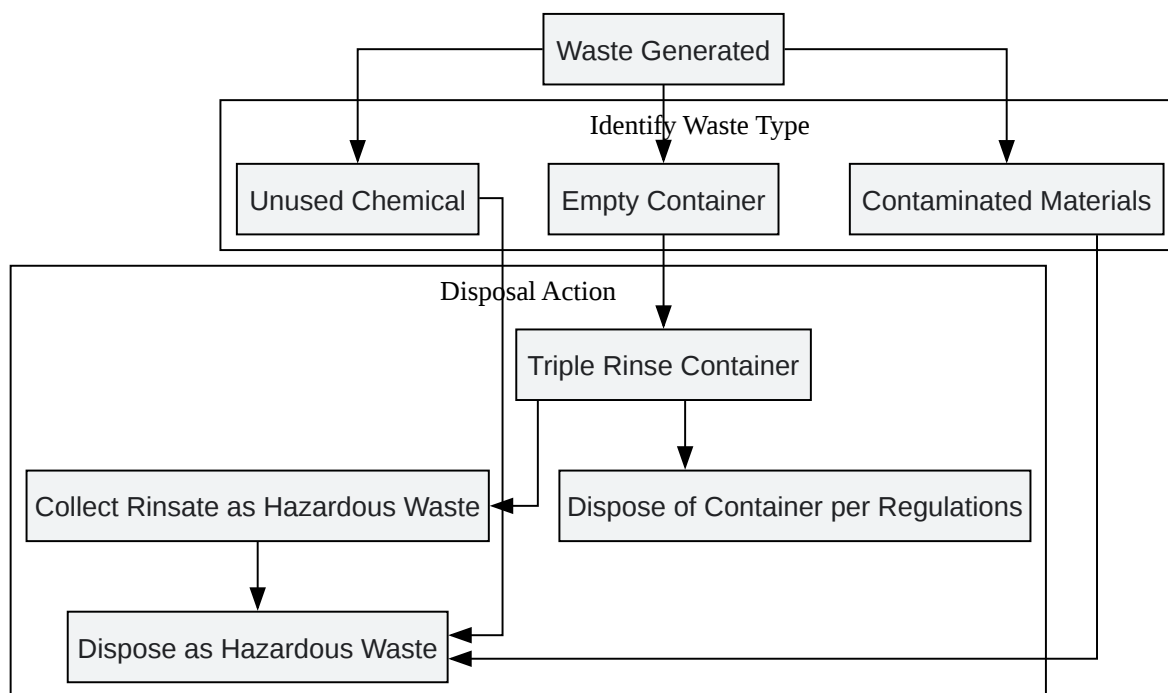 Waste Generated
Identify Waste Type
Unused Chemical
Empty Container
Contaminated Materials
Disposal Action
Triple Rinse Container
Collect Rinsate as Hazardous Waste
Dispose of Container per Regulations
Dispose as Hazardous Waste